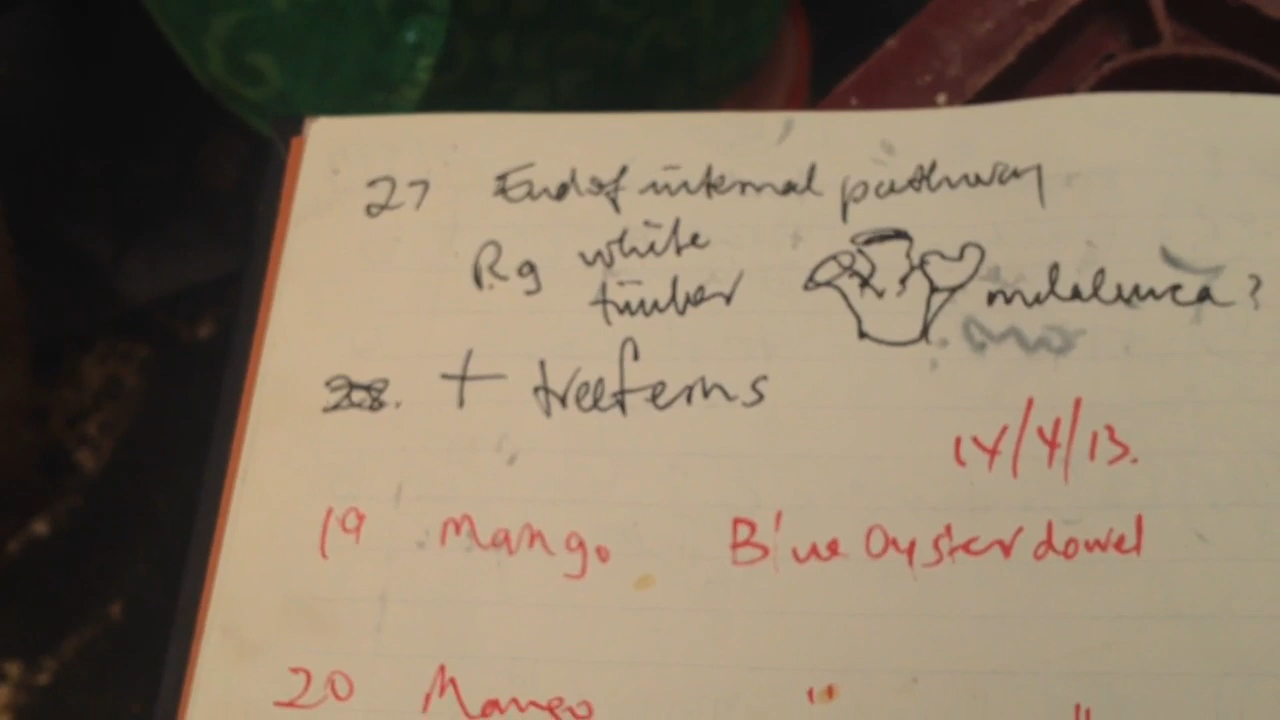 27 End of internal pathway
Rg white
timber melaleuca?
+ treeferns
14/4/13.
19 Mango Blue Oyster dowel
20 Mango " "